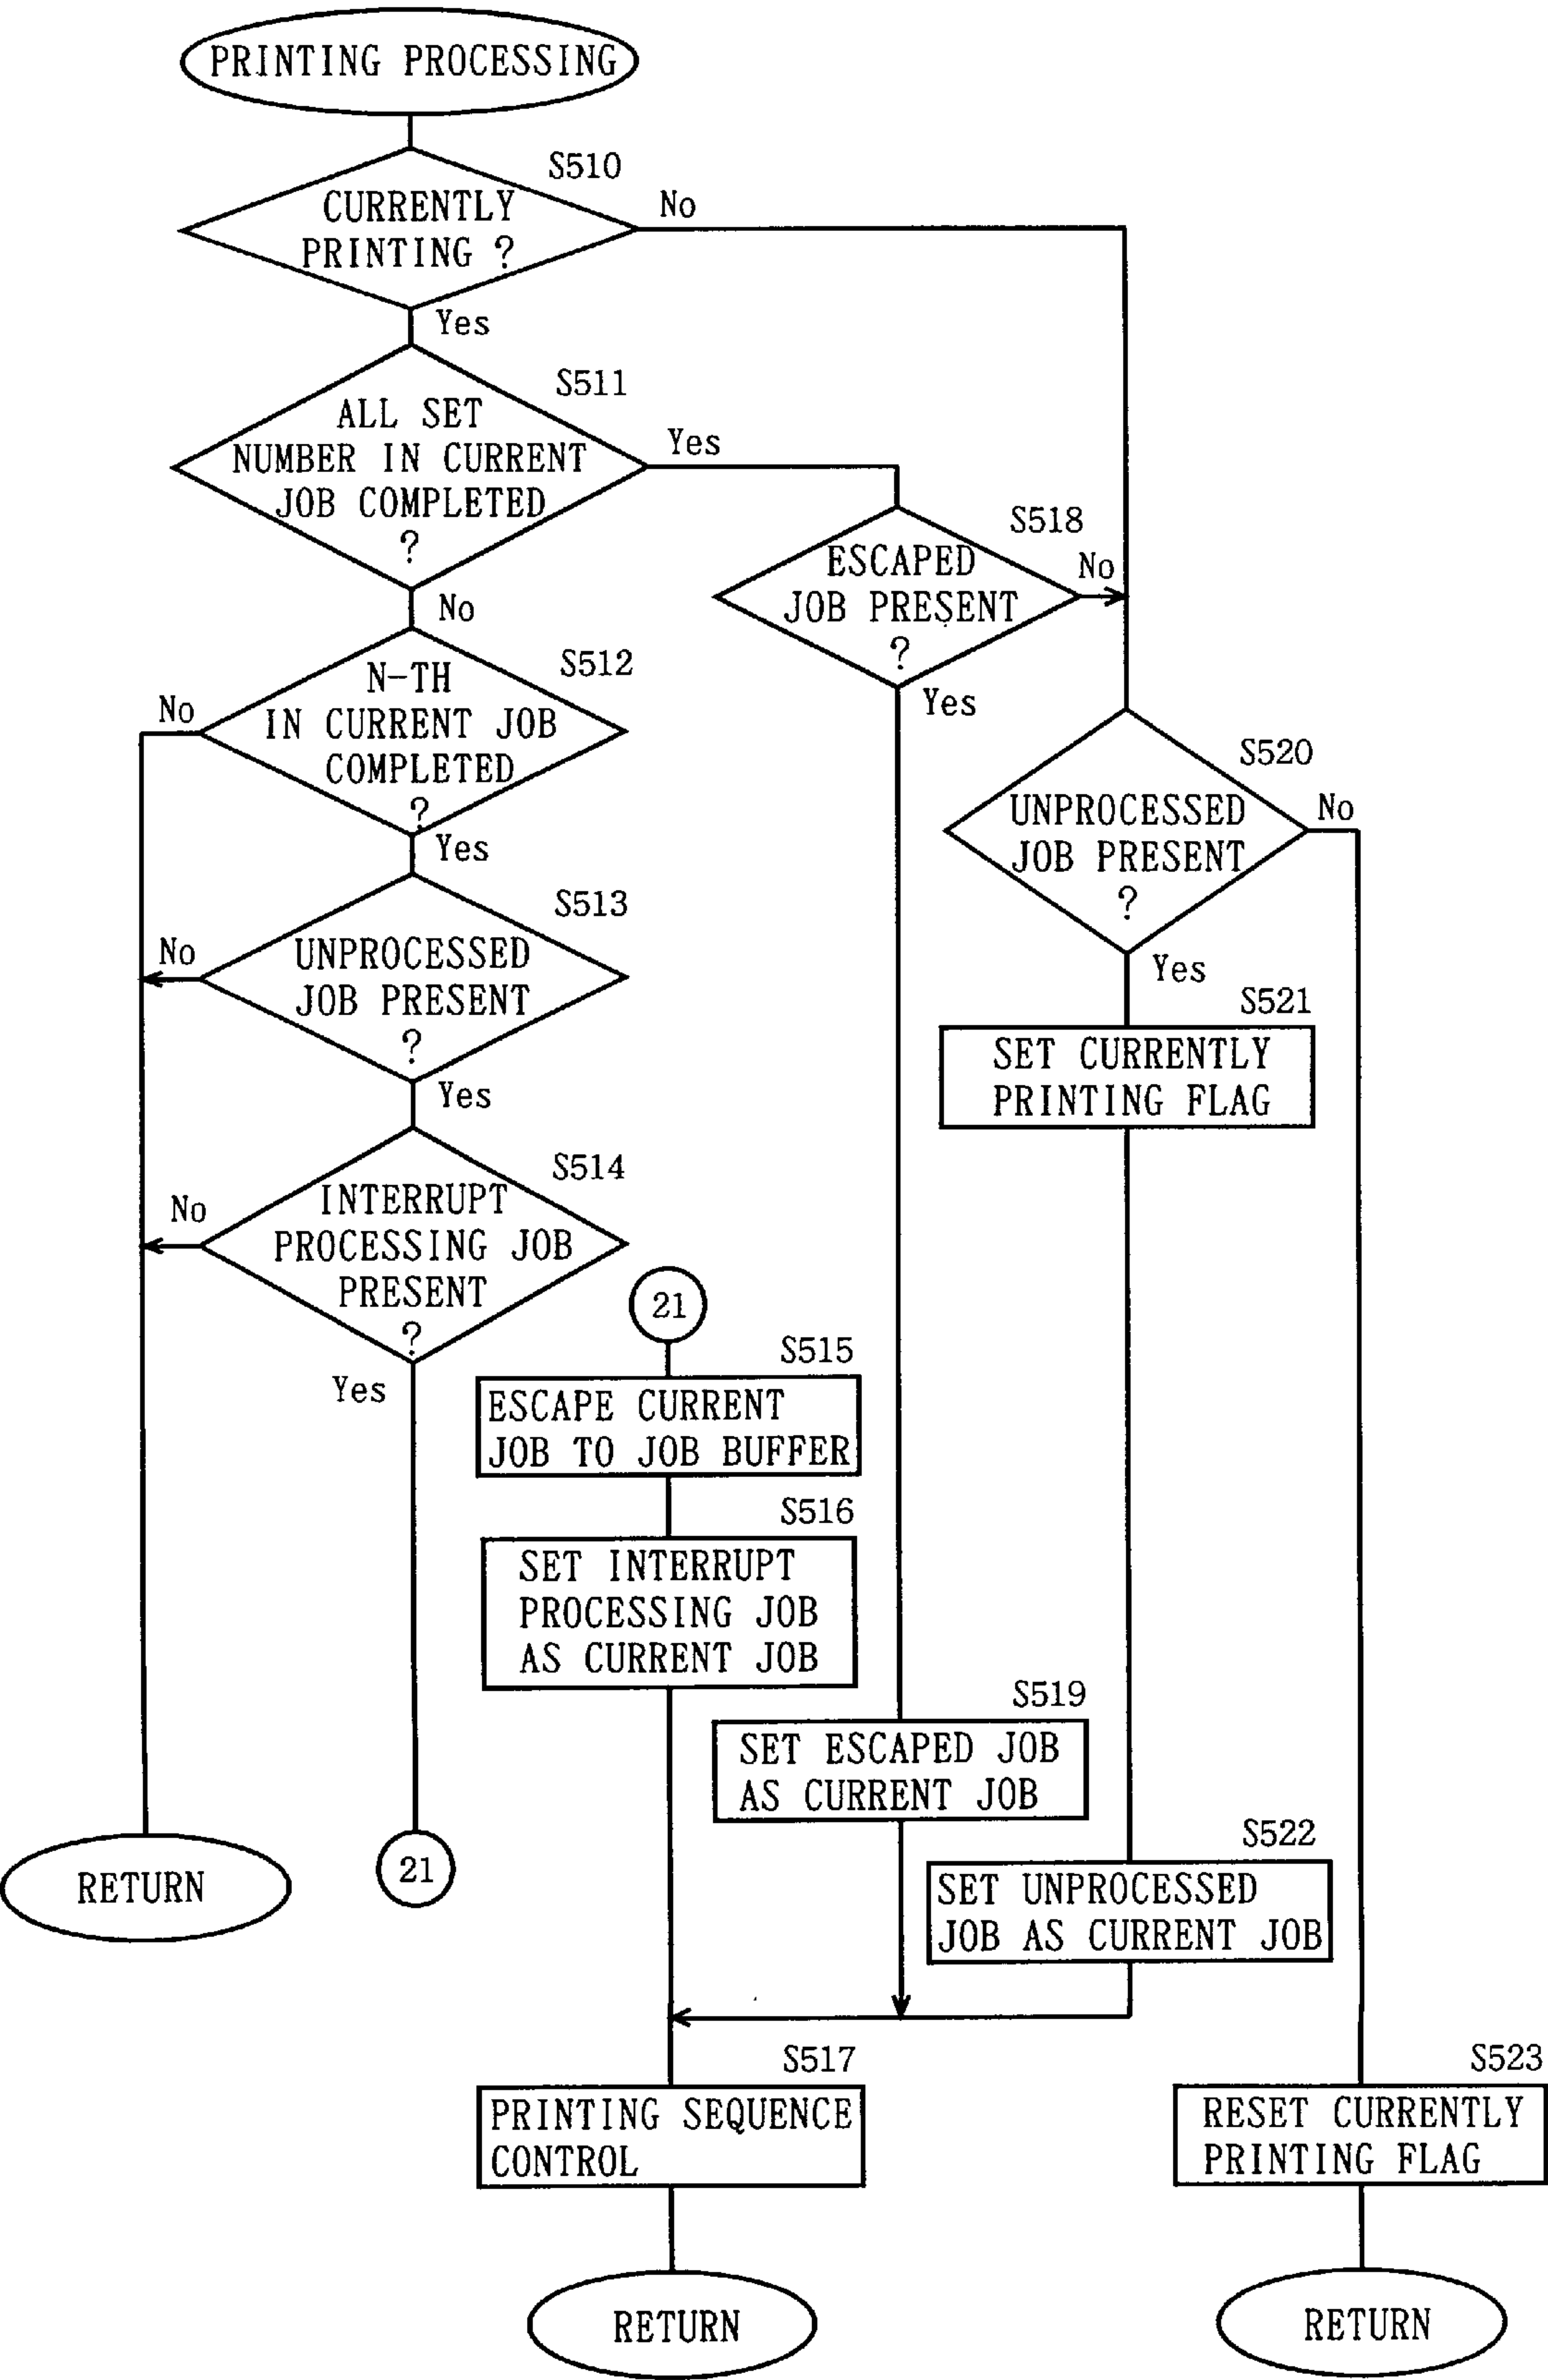 PRINTING PROCESSING
S510
CURRENTLY
PRINTING ?
No
Yes
S511
ALL SET
NUMBER IN CURRENT
JOB COMPLETED
?
Yes
No
S518
ESCAPED
JOB PRESENT
?
No
Yes
S512
N-TH
IN CURRENT JOB
COMPLETED
?
No
Yes
S520
UNPROCESSED
JOB PRESENT
?
No
Yes
S513
UNPROCESSED
JOB PRESENT
?
No
Yes
S521
SET CURRENTLY
PRINTING FLAG
S514
INTERRUPT
PROCESSING JOB
PRESENT
?
No
Yes
21
S515
ESCAPE CURRENT
JOB TO JOB BUFFER
S516
SET INTERRUPT
PROCESSING JOB
AS CURRENT JOB
S519
SET ESCAPED JOB
AS CURRENT JOB
RETURN
21
S522
SET UNPROCESSED
JOB AS CURRENT JOB
S517
PRINTING SEQUENCE
CONTROL
S523
RESET CURRENTLY
PRINTING FLAG
RETURN
RETURN